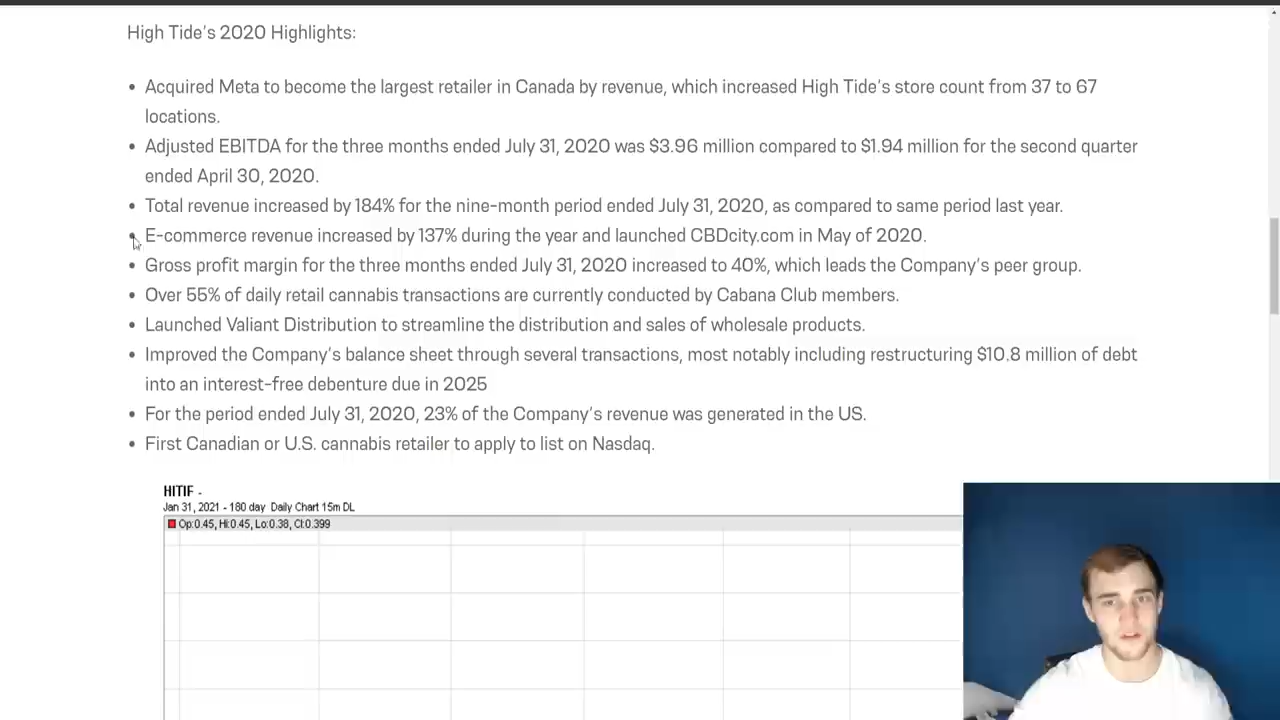 High Tide's 2020 Highlights:
• Acquired Meta to become the largest retailer in Canada by revenue, which increased High Tide's store count from 37 to 67
locations.
• Adjusted EBITDA for the three months ended July 31, 2020 was $3.96 million compared to $1.94 million for the second quarter
ended April 30, 2020.
• Total revenue increased by 184% for the nine-month period ended July 31, 2020, as compared to same period last year.
• E-commerce revenue increased by 137% during the year and launched CBDcity.com in May of 2020.
• Gross profit margin for the three months ended July 31, 2020 increased to 40%, which leads the Company's peer group.
• Over 55% of daily retail cannabis transactions are currently conducted by Cabana Club members.
• Launched Valiant Distribution to streamline the distribution and sales of wholesale products.
• Improved the Company's balance sheet through several transactions, most notably including restructuring $10.8 million of debt
into an interest-free debenture due in 2025
• For the period ended July 31, 2020, 23% of the Company's revenue was generated in the US.
• First Canadian or U.S. cannabis retailer to apply to list on Nasdaq.
HITIF -
Jan 31, 2021 - 180 day Daily Chart 15m DL
Op:0.45, Hi:0.45, Lo:0.38, Cl:0.399